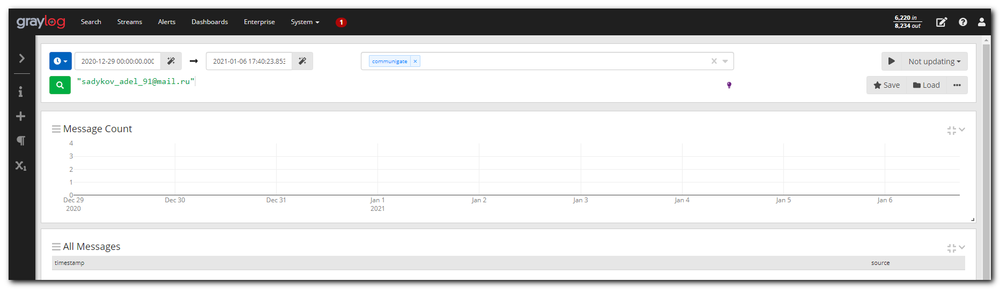 graylog Search Streams Alerts Dashboards Enterprise System 1 6,220 in
8,234 out
2020-12-29 00:00:00.000 2021-01-06 17:40:23.853 communigate × Not updating
"sadykov_adel_91@mail.ru" Save Load
Message Count
4
3
2
1
0
Dec 29 Dec 30 Dec 31 Jan 1 Jan 2 Jan 3 Jan 4 Jan 5 Jan 6
2020 2021
All Messages
timestamp source